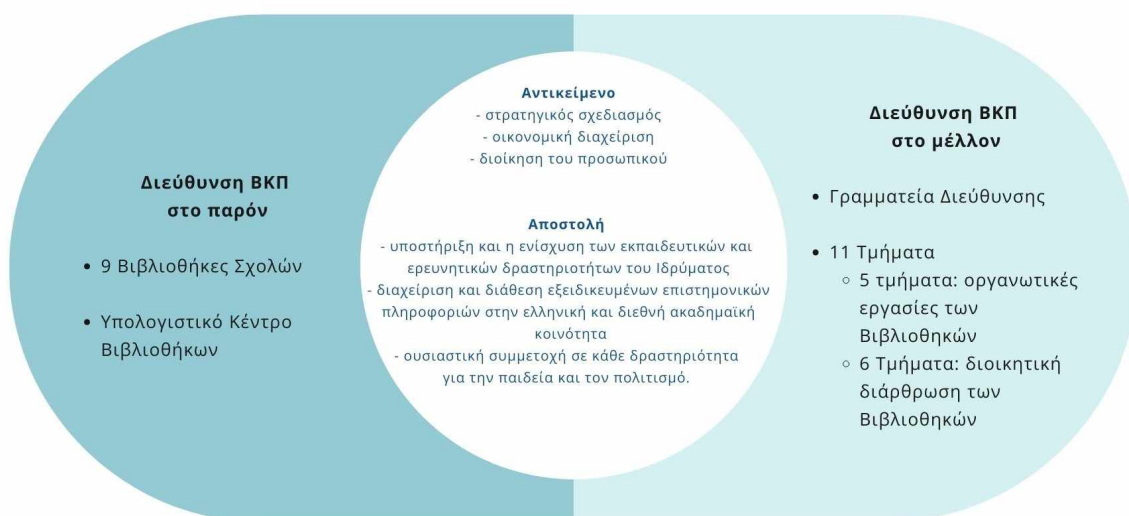 Διεύθυνση ΒΚΠ
στο παρόν
• 9 Βιβλιοθήκες Σχολών
• Υπολογιστικό Κέντρο
Βιβλιοθήκων
Αντικείμενο
- στρατηγικός σχεδιασμός
- οικονομική διαχείριση
- διοίκηση του προσωπικού
Αποστολή
- υποστήριξη και η ενίσχυση των εκπαιδευτικών και
ερευνητικών δραστηριοτήτων του Ιδρύματος
- διαχείριση και διάθεση εξειδικευμένων επιστημονικών
πληροφοριών στην ελληνική και διεθνή ακαδημαϊκή
κοινότητα
- ουσιαστική συμμετοχή σε κάθε δραστηριότητα
για την παιδεία και τον πολιτισμό.
Διεύθυνση ΒΚΠ
στο μέλλον
• Γραμματεία Διεύθυνσης
• 11 Τμήματα
◦ 5 τμήματα: οργανωτικές
εργασίες των
Βιβλιοθηκών
◦ 6 Τμήματα: διοικητική
διάρθρωση των
Βιβλιοθηκών